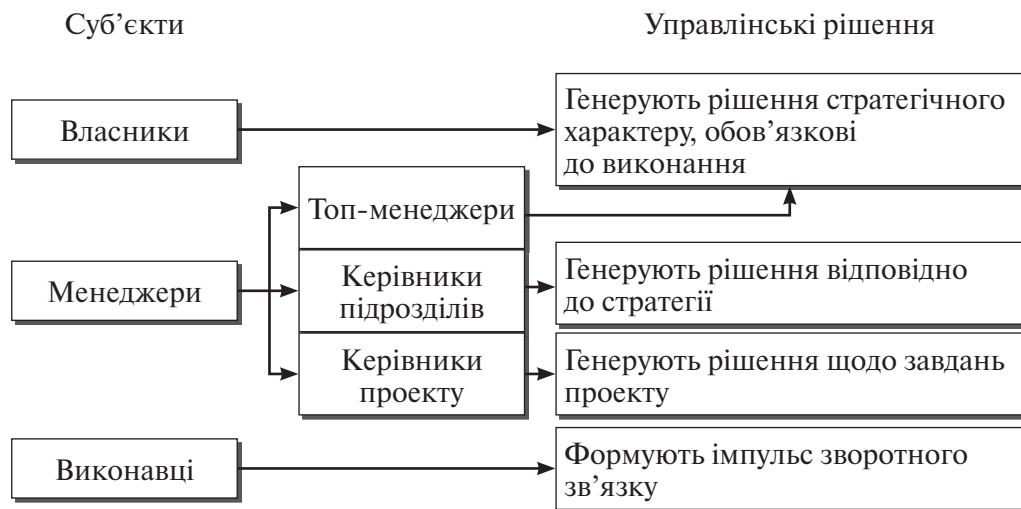 Суб’єкти
Управлінські рішення
Власники
Генерують рішення стратегічного
характеру, обов’язкові
до виконання
Топ-менеджери
Менеджери
Керівники
підрозділів
Генерують рішення відповідно
до стратегії
Керівники
проекту
Генерують рішення щодо завдань
проекту
Виконавці
Формують імпульс зворотного
зв’язку